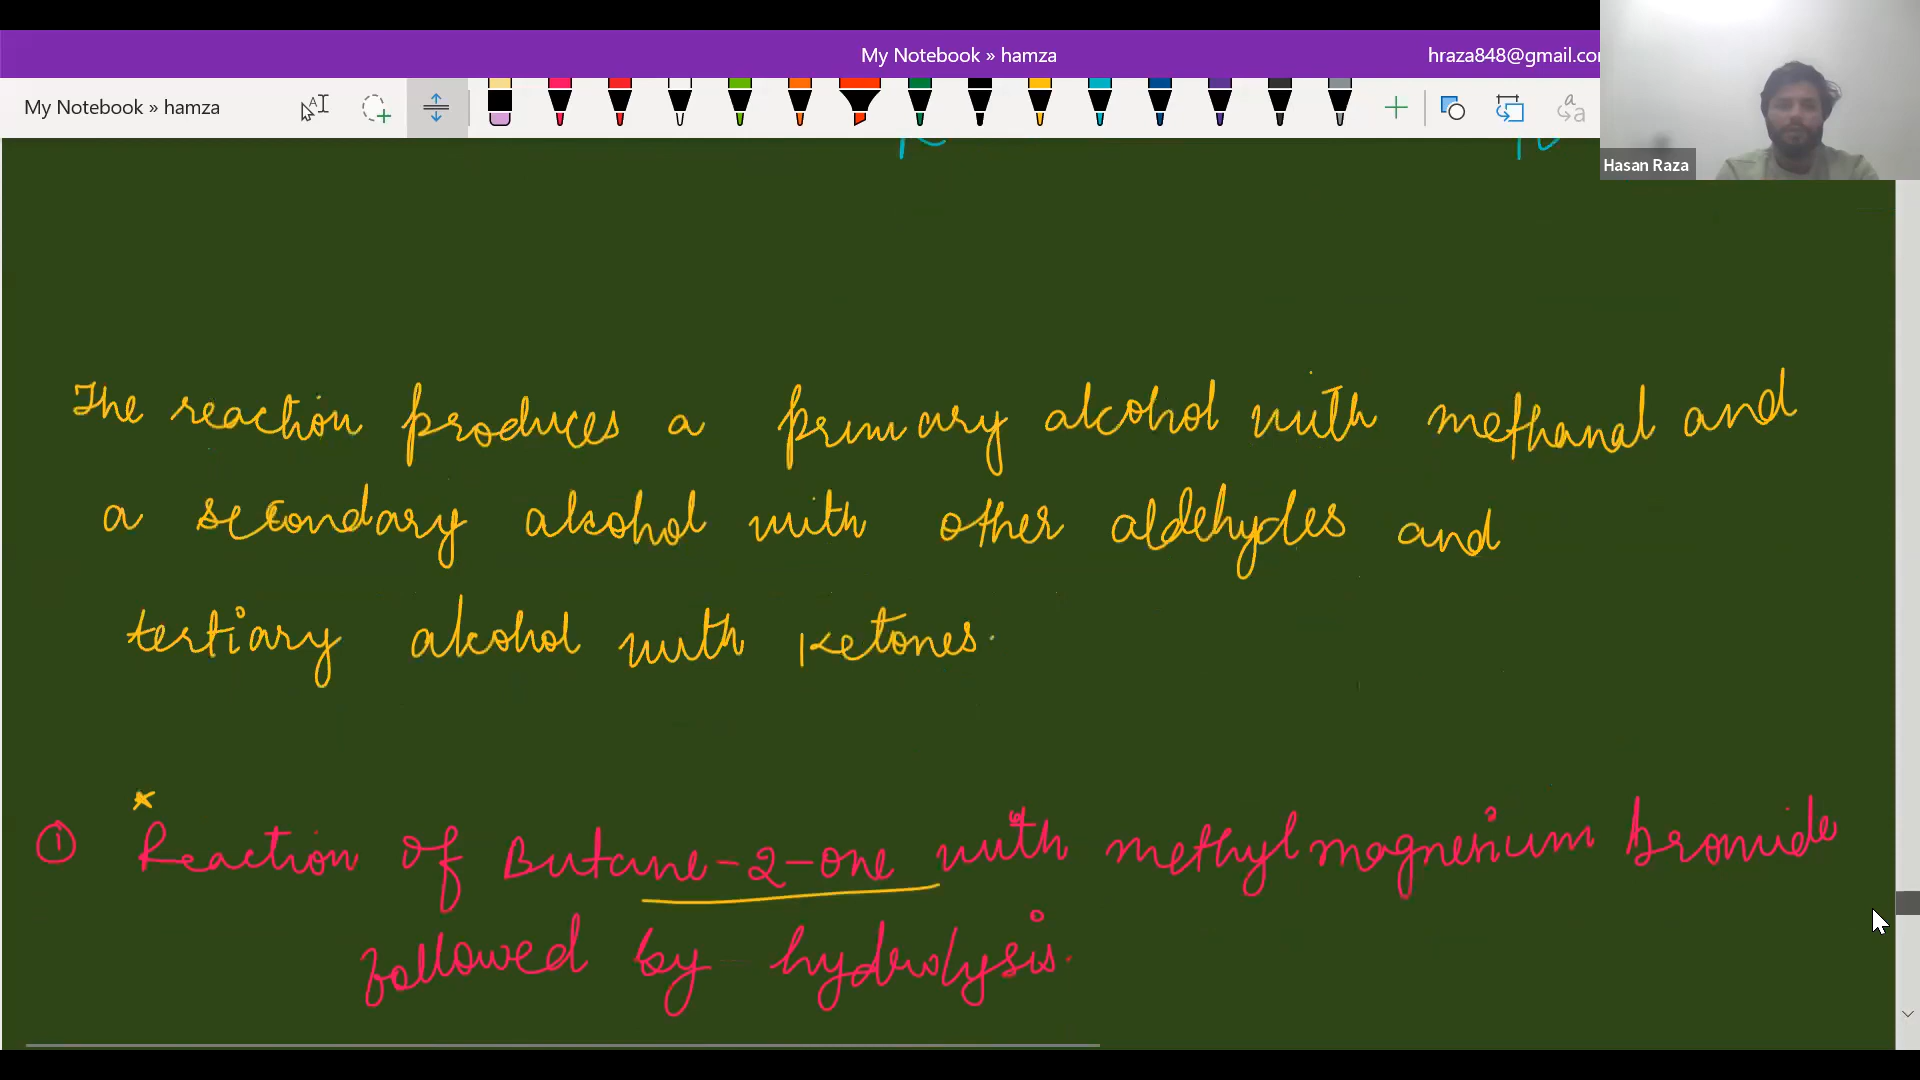 My Notebook » hamza
hraza848@gmail.co
My Notebook » hamza
Hasan Raza
The reaction produces a primary alcohol with methanal and
a secondary alcohol with other aldehydes and
tertiary alcohol with ketones.
① * Reaction of Butane-2-one with methyl magnesium bromide
followed by hydrolysis.